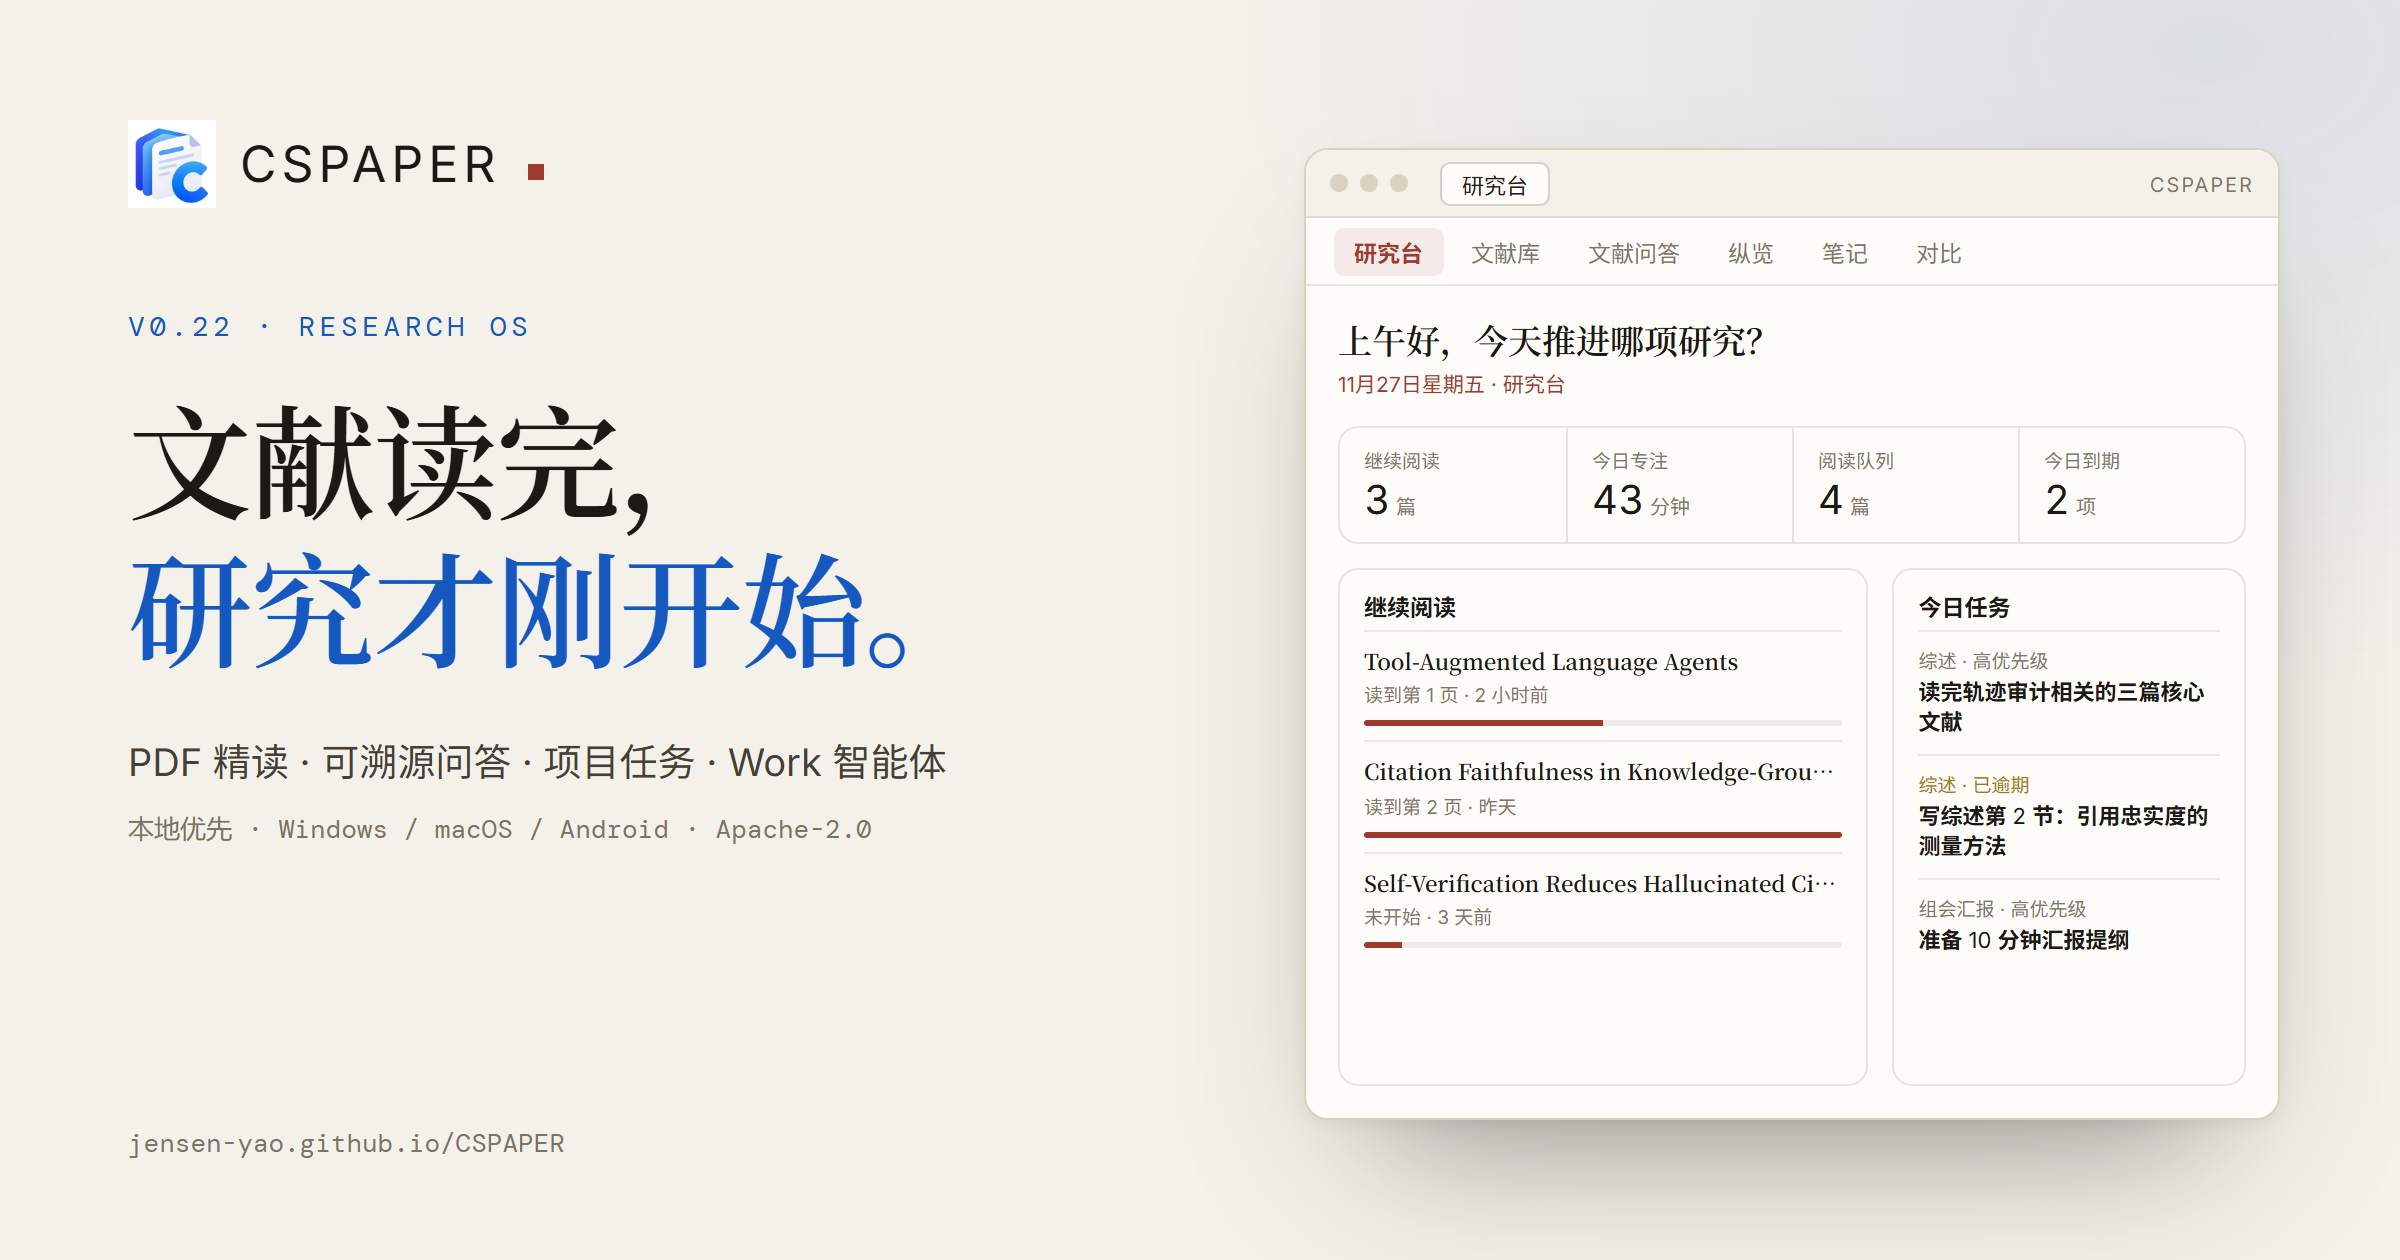 CSPAPER
V0.22 · RESEARCH OS
文献读完，
研究才刚开始。
PDF 精读 · 可溯源问答 · 项目任务 · Work 智能体
本地优先 · Windows / macOS / Android · Apache-2.0
jensen-yao.github.io/CSPAPER
研究台
CSPAPER
研究台 文献库 文献问答 纵览 笔记 对比
上午好，今天推进哪项研究？
11月27日星期五 · 研究台
继续阅读
3 篇
今日专注
43 分钟
阅读队列
4 篇
今日到期
2 项
继续阅读
Tool-Augmented Language Agents
读到第 1 页 · 2 小时前
Citation Faithfulness in Knowledge-Grou…
读到第 2 页 · 昨天
Self-Verification Reduces Hallucinated Ci…
未开始 · 3 天前
今日任务
综述 · 高优先级
读完轨迹审计相关的三篇核心
文献
综述 · 已逾期
写综述第 2 节：引用忠实度的
测量方法
组会汇报 · 高优先级
准备 10 分钟汇报提纲